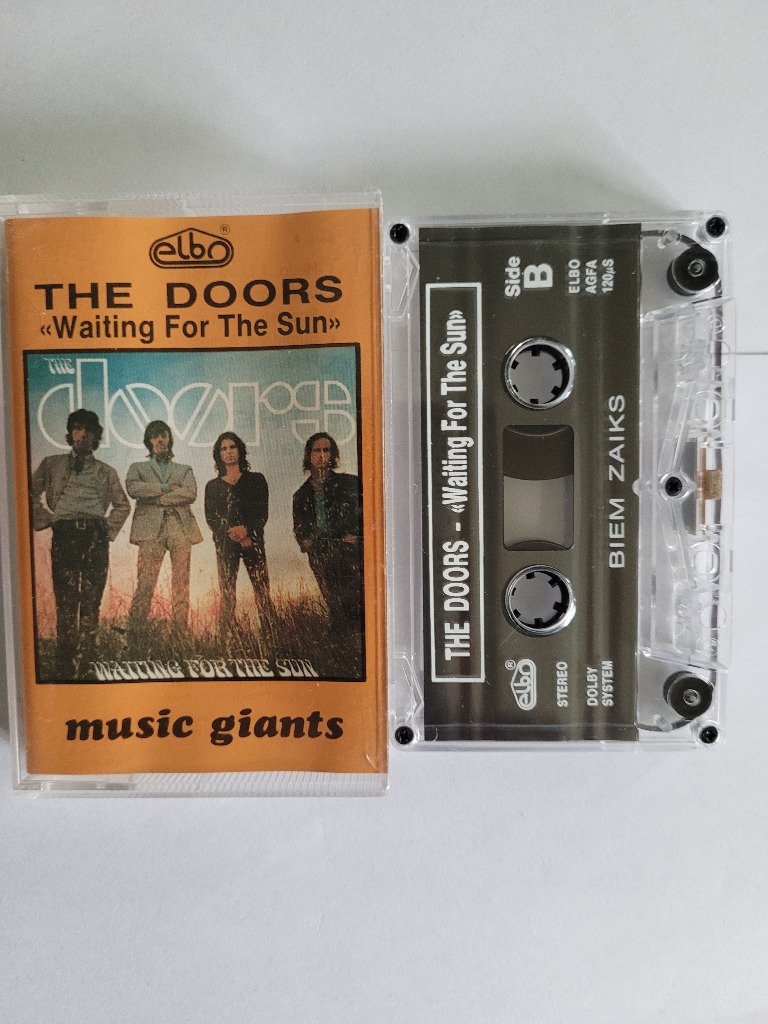 elbo®
THE DOORS
«Waiting For The Sun»
THE
doors
WAITING FOR THE SUN
music giants
THE DOORS - «Waiting For The Sun»
Side
B
ELBO
AGFA
120µS
elbo®
STEREO
DOLBY
SYSTEM
BIEM ZAIKS